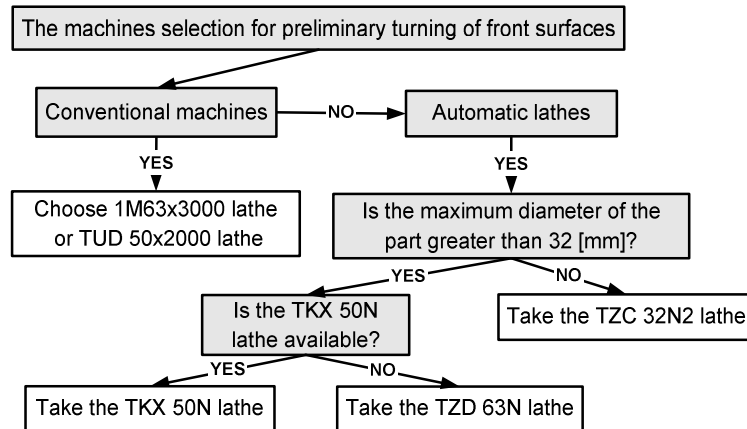 The machines selection for preliminary turning of front surfaces
Conventional machines
NO
Automatic lathes
YES
YES
Choose 1M63x3000 lathe
or TUD 50x2000 lathe
Is the maximum diameter of the
part greater than 32 [mm]?
YES
NO
Is the TKX 50N
lathe available?
Take the TZC 32N2 lathe
YES
NO
Take the TKX 50N lathe
Take the TZD 63N lathe